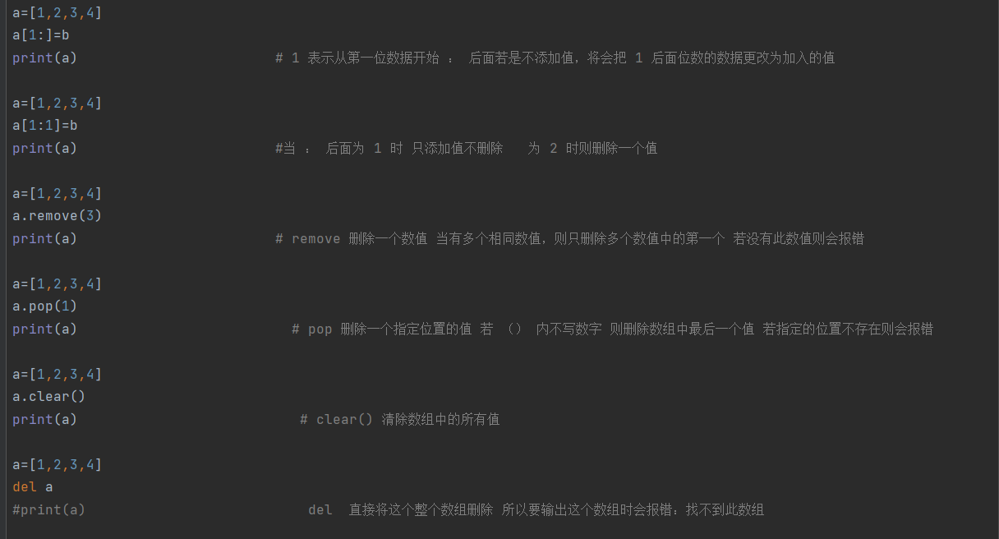 a=[1,2,3,4]
a[1:]=b
print(a) # 1 表示从第一位数据开始 : 后面若是不添加值，将会把 1 后面位数的数据更改为加入的值
a=[1,2,3,4]
a[1:1]=b
print(a) #当 : 后面为 1 时 只添加值不删除 为 2 时则删除一个值
a=[1,2,3,4]
a.remove(3)
print(a) # remove 删除一个数值 当有多个相同数值，则只删除多个数值中的第一个 若没有此数值则会报错
a=[1,2,3,4]
a.pop(1)
print(a) # pop 删除一个指定位置的值 若 （） 内不写数字 则删除数组中最后一个值 若指定的位置不存在则会报错
a=[1,2,3,4]
a.clear()
print(a) # clear() 清除数组中的所有值
a=[1,2,3,4]
del a
#print(a) del 直接将这个整个数组删除 所以要输出这个数组时会报错：找不到此数组